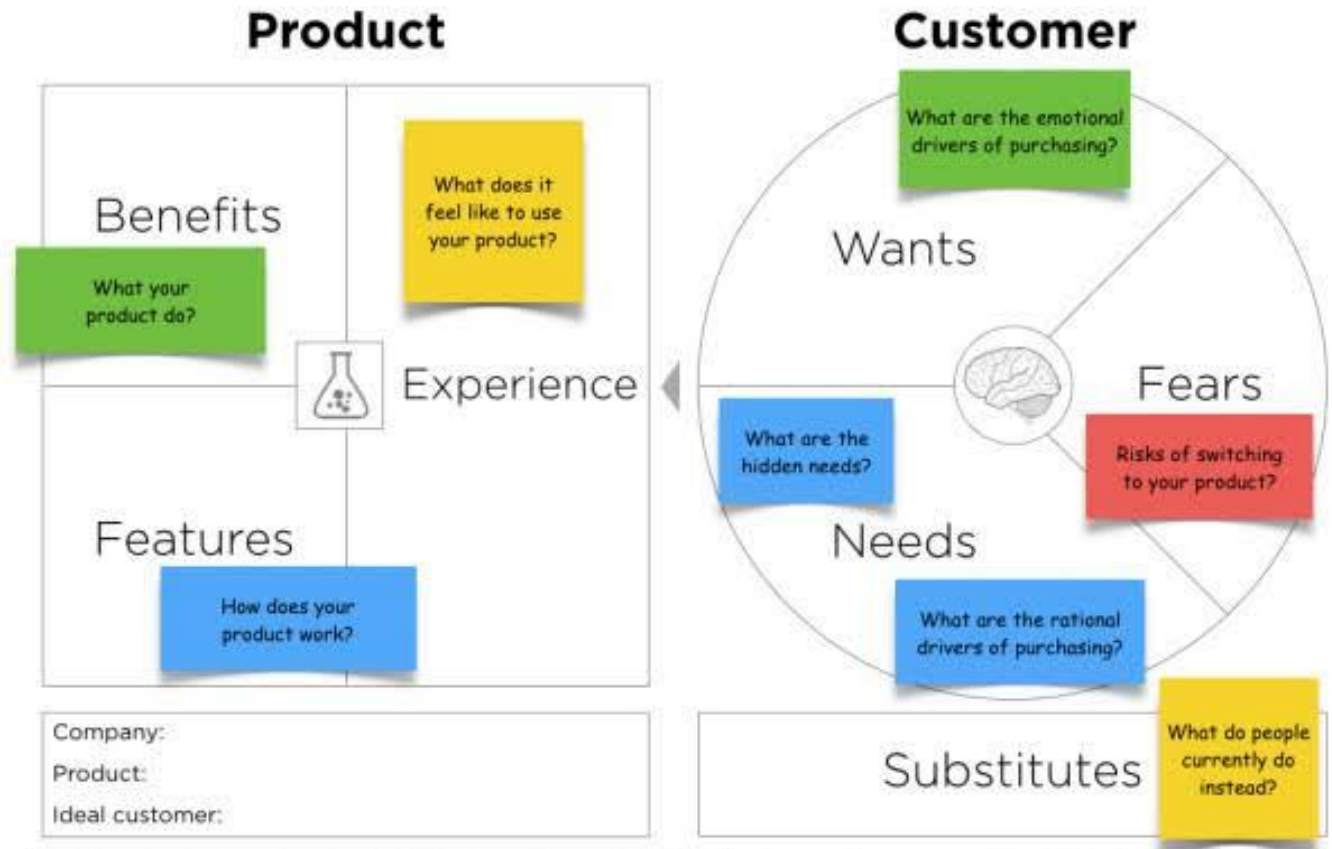 Product
Benefits
What your
product do?
What does it
feel like to use
your product?
Experience
Features
How does your
product work?
Company:
Product:
Ideal customer:
Customer
What are the emotional
drivers of purchasing?
Wants
Fears
Risks of switching
to your product?
What are the
hidden needs?
Needs
What are the rational
drivers of purchasing?
Substitutes
What do people
currently do
instead?